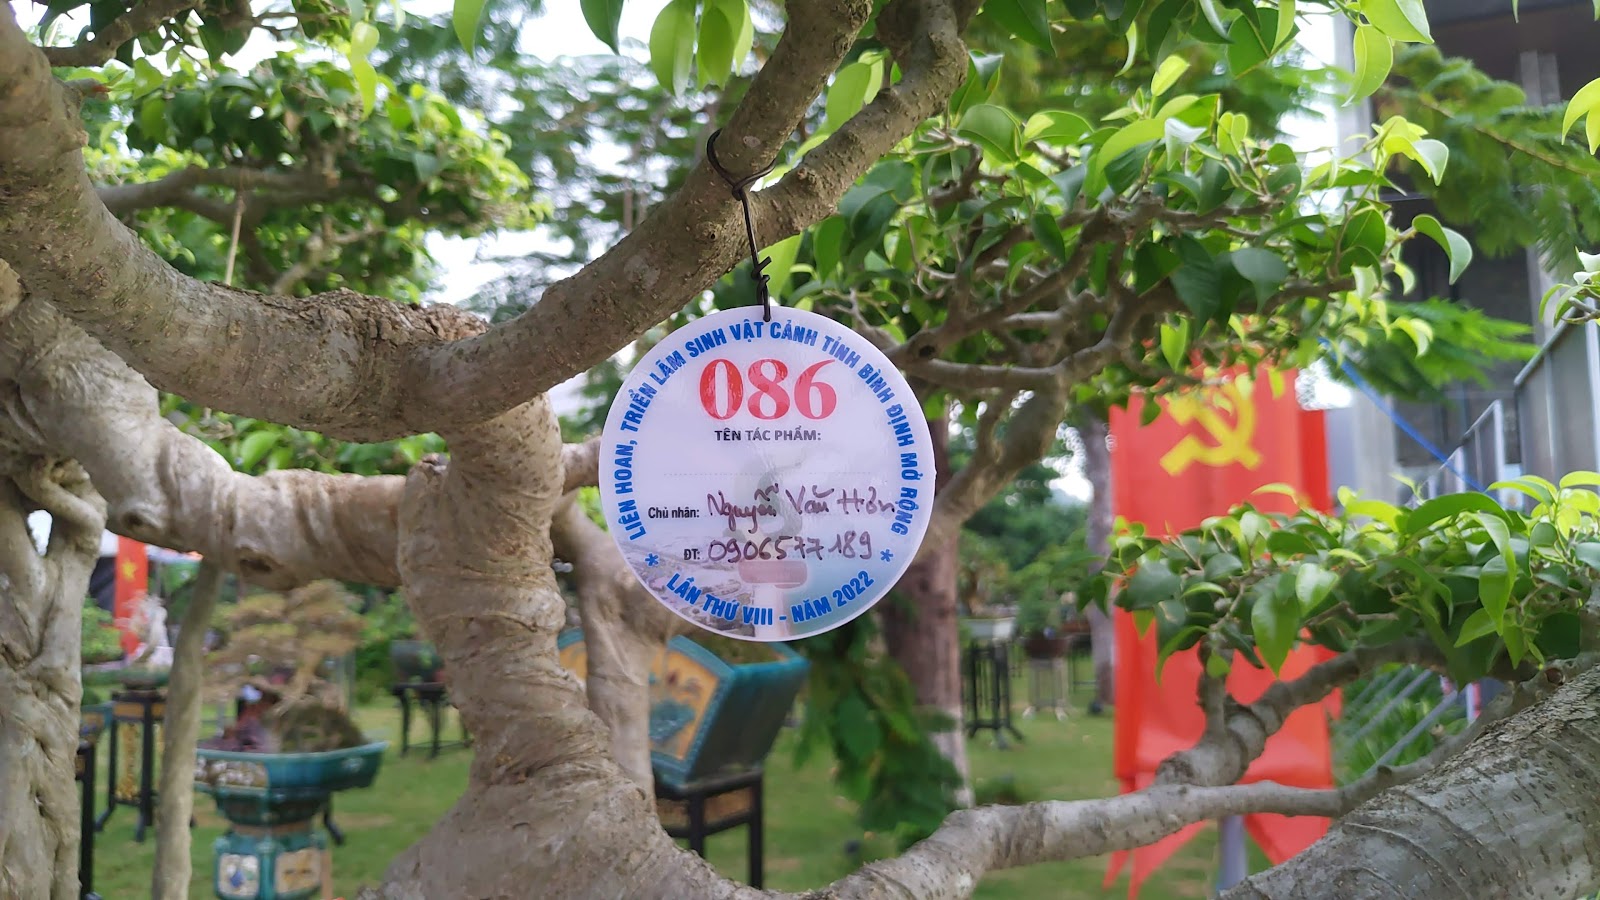 LIÊN HOAN, TRIỂN LÃM SINH VẬT CẢNH TỈNH BÌNH ĐỊNH MỞ RỘNG
086
TÊN TÁC PHẨM:
Chủ nhân: Nguyễn Văn Hơn
ĐT: 0906577189
* LẦN THỨ VIII - NĂM 2022 *